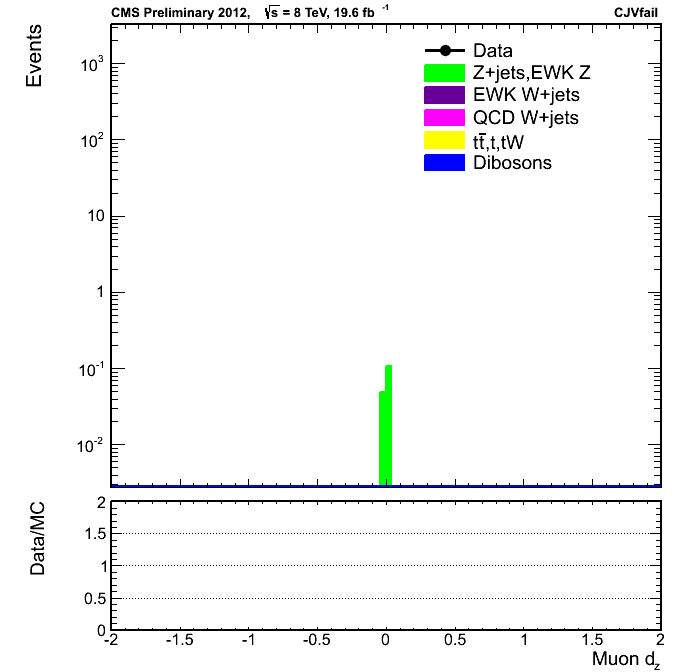 CMS Preliminary 2012, √s = 8 TeV, 19.6 fb⁻¹ CJVfail
Events
Data
Z+jets,EWK Z
EWK W+jets
QCD W+jets
tt̅,t,tW
Dibosons
10³
10²
10
1
10⁻¹
10⁻²
Data/MC
2
1.5
1
0.5
0
-2 -1.5 -1 -0.5 0 0.5 1 1.5 2
Muon d_z